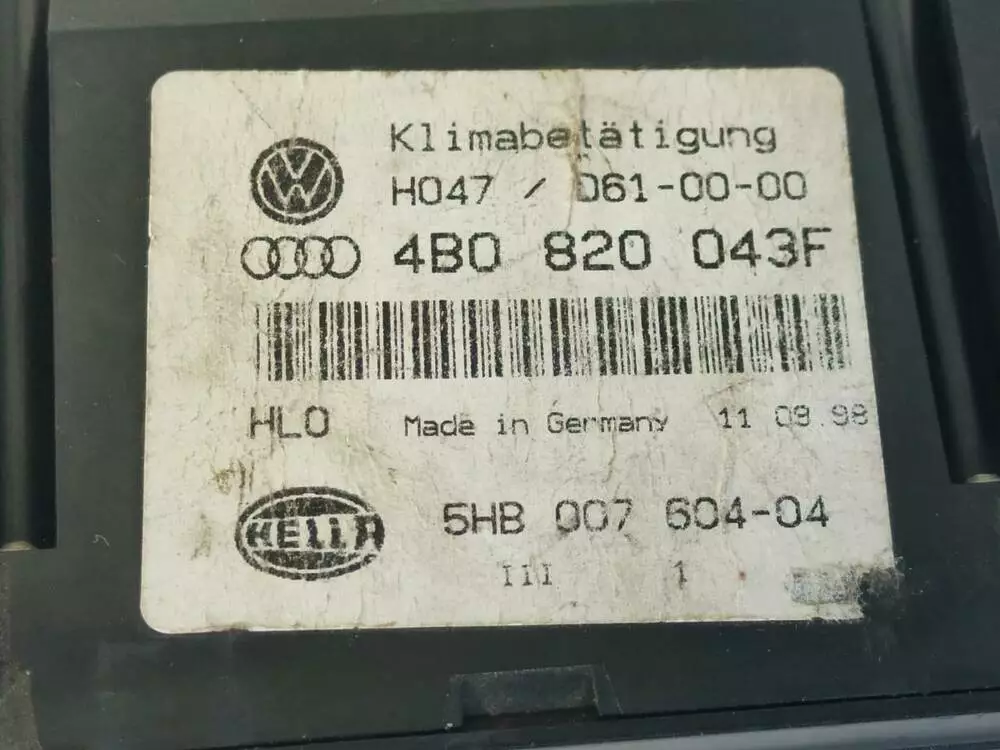 Klimabetätigung
H047 / 061-00-00
4B0 820 043F
HLO Made in Germany 11 09.98
HELLA 5HB 007 604-04
III 1